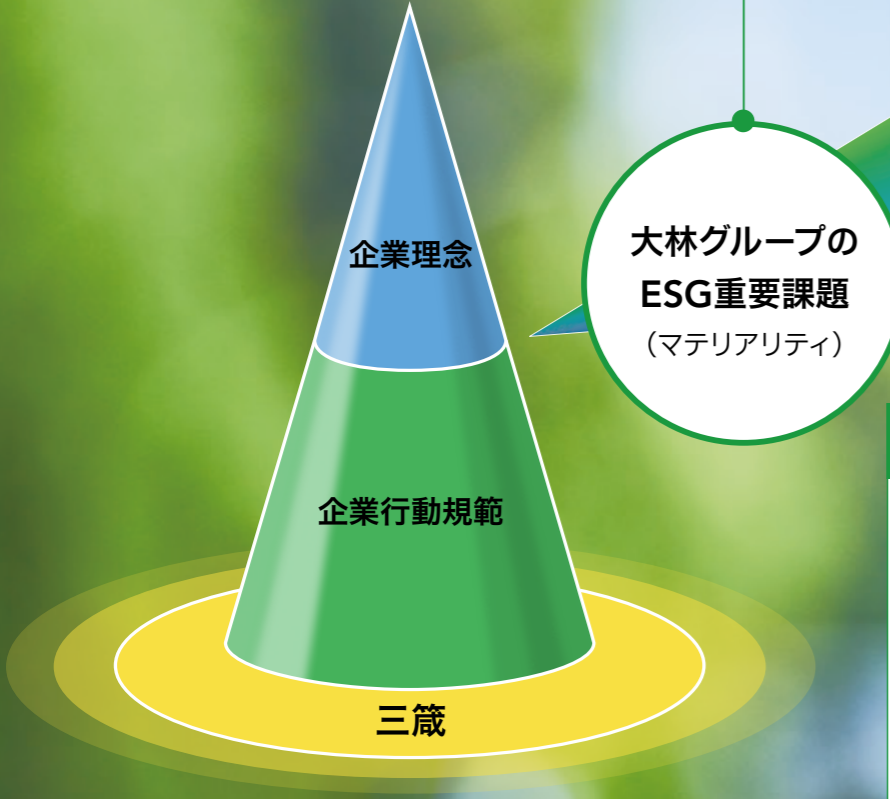 企業理念
企業行動規範
三箴
大林グループの
ESG重要課題
（マテリアリティ）